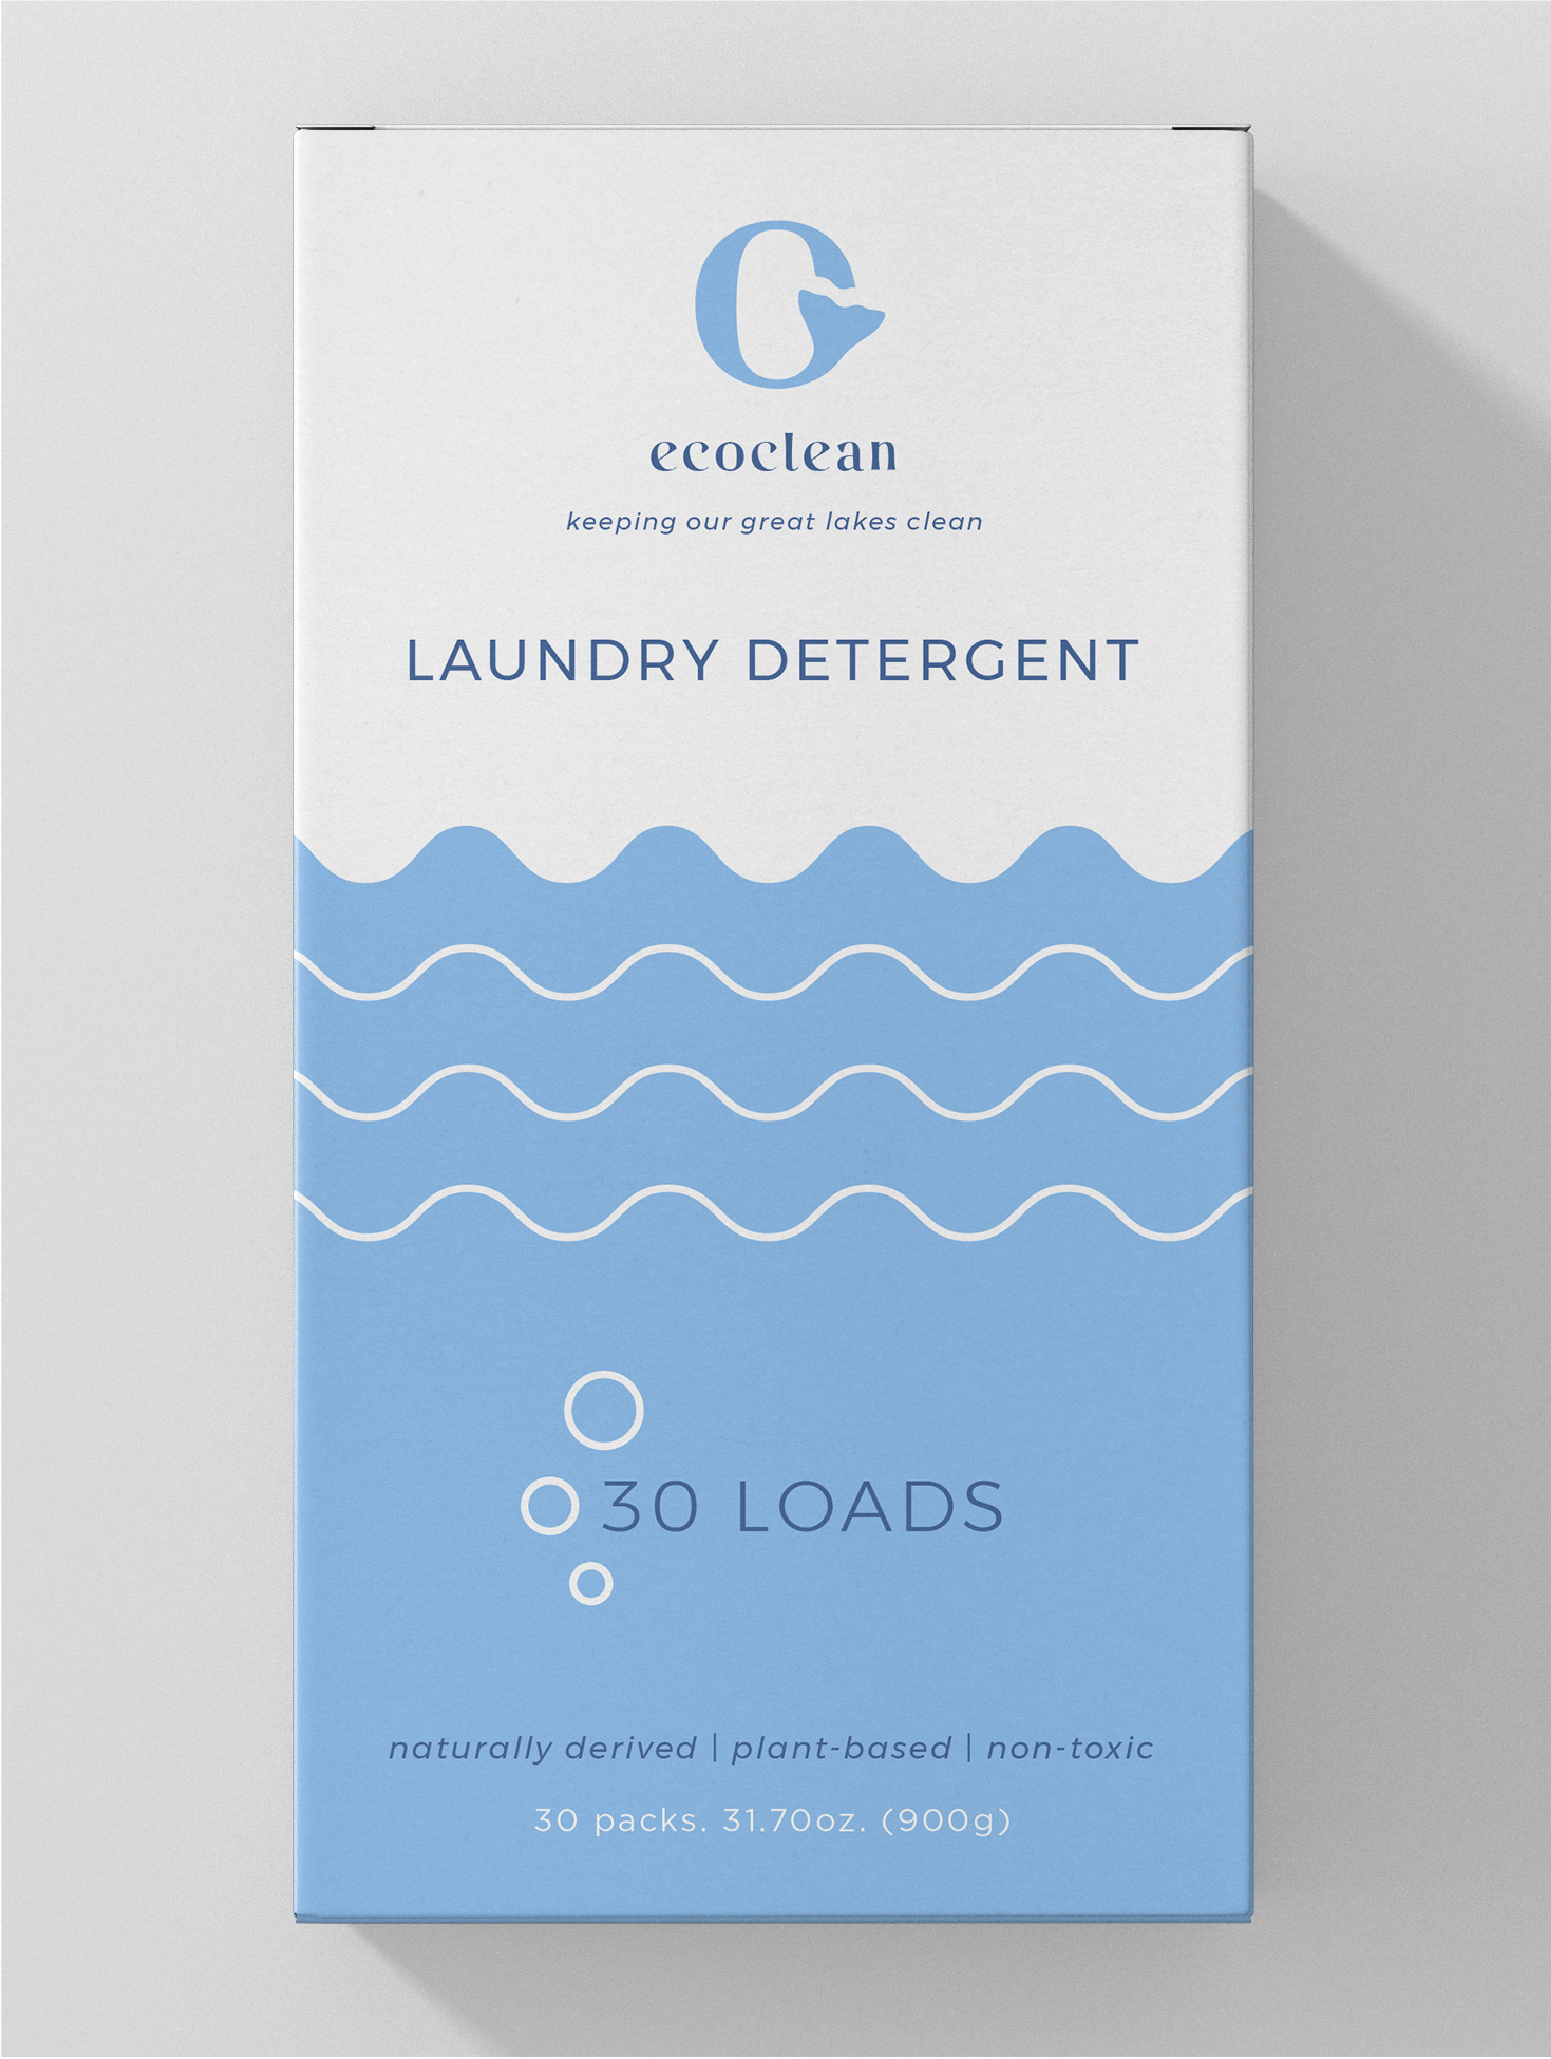 ecoclean
keeping our great lakes clean
LAUNDRY DETERGENT
30 LOADS
naturally derived | plant-based | non-toxic
30 packs. 31.70oz. (900g)